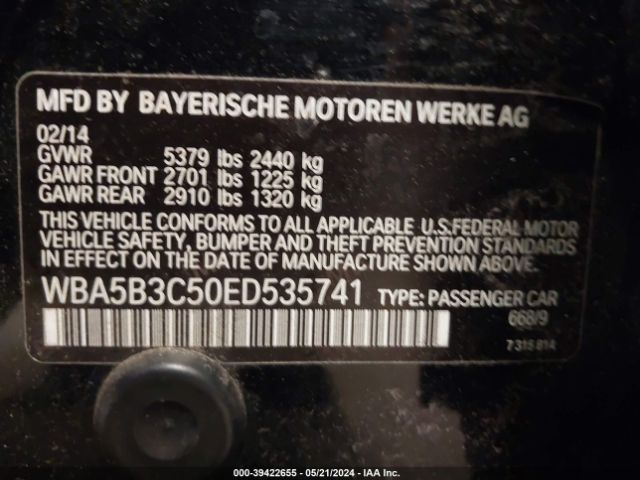 MFD BY BAYERISCHE MOTOREN WERKE AG
02/14
GVWR 5379 lbs 2440 kg
GAWR FRONT 2701 lbs 1225 kg
GAWR REAR 2910 lbs 1320 kg
THIS VEHICLE CONFORMS TO ALL APPLICABLE U.S.FEDERAL MOTOR
VEHICLE SAFETY, BUMPER AND THEFT PREVENTION STANDARDS
IN EFFECT ON THE DATE OF MANUFACTURE SHOWN ABOVE.
WBA5B3C50ED535741 TYPE: PASSENGER CAR
668/9
7 315 814
000-39422655 - 05/21/2024 - IAA Inc.